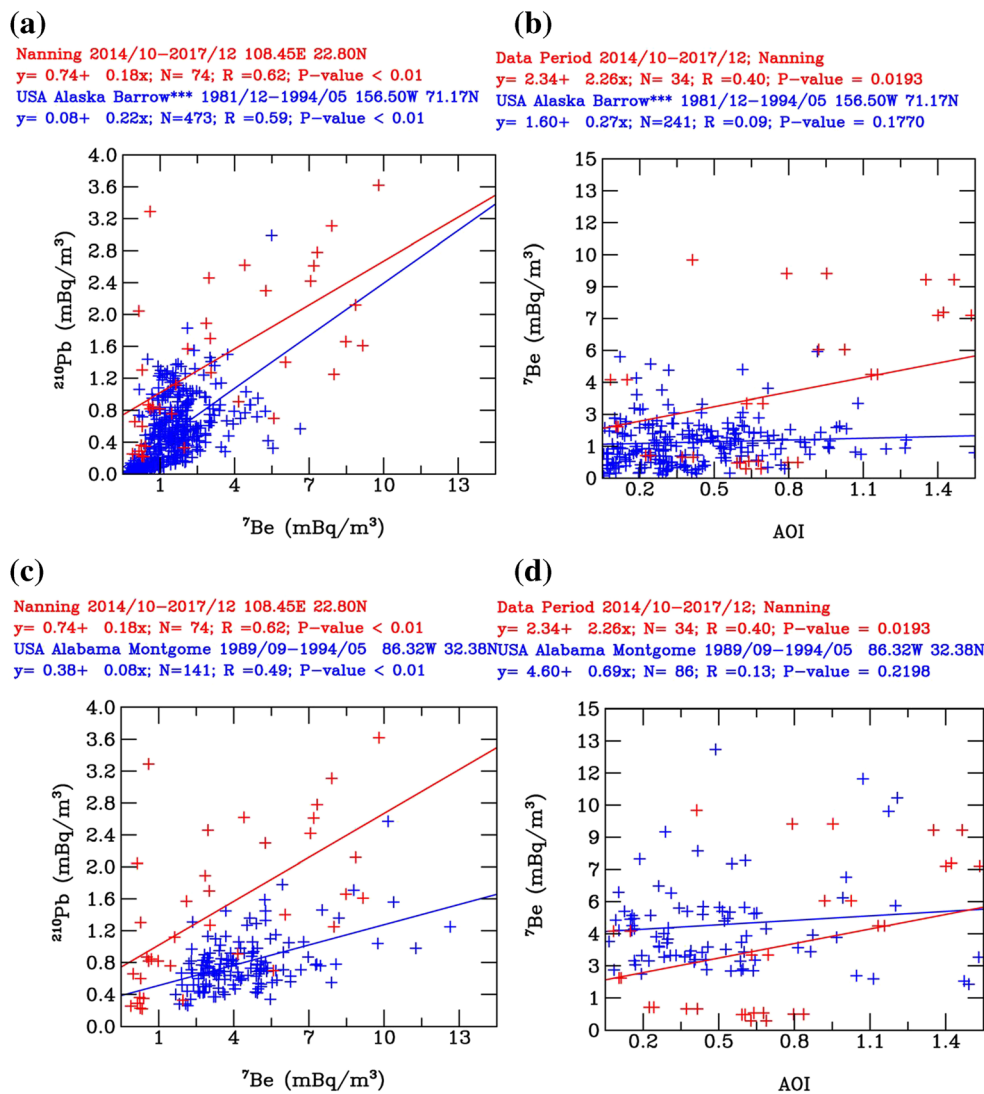 (a)
Nanning 2014/10−2017/12 108.45E 22.80N
y= 0.74+ 0.18x; N= 74; R =0.62; P−value < 0.01
USA Alaska Barrow*** 1981/12−1994/05 156.50W 71.17N
y= 0.08+ 0.22x; N=473; R =0.59; P−value < 0.01
4.0
3.6
3.2
2.8
2.4
2.0
1.6
1.2
0.8
0.4
0.0
²¹⁰Pb (mBq/m³)
1 4 7 10 13
⁷Be (mBq/m³)
(b)
Data Period 2014/10−2017/12; Nanning
y= 2.34+ 2.26x; N= 34; R =0.40; P−value = 0.0193
USA Alaska Barrow*** 1981/12−1994/05 156.50W 71.17N
y= 1.60+ 0.27x; N=241; R =0.09; P−value = 0.1770
15
13
12
10
9
7
6
4
3
1
0
⁷Be (mBq/m³)
0.2 0.5 0.8 1.1 1.4
AOI
(c)
Nanning 2014/10−2017/12 108.45E 22.80N
y= 0.74+ 0.18x; N= 74; R =0.62; P−value < 0.01
USA Alabama Montgome 1989/09−1994/05 86.32W 32.38N
y= 0.38+ 0.08x; N=141; R =0.49; P−value < 0.01
4.0
3.6
3.2
2.8
2.4
2.0
1.6
1.2
0.8
0.4
0.0
²¹⁰Pb (mBq/m³)
1 4 7 10 13
⁷Be (mBq/m³)
(d)
Data Period 2014/10−2017/12; Nanning
y= 2.34+ 2.26x; N= 34; R =0.40; P−value = 0.0193
USA Alabama Montgome 1989/09−1994/05 86.32W 32.38N
y= 4.60+ 0.69x; N= 86; R =0.13; P−value = 0.2198
15
13
12
10
9
7
6
4
3
1
0
⁷Be (mBq/m³)
0.2 0.5 0.8 1.1 1.4
AOI